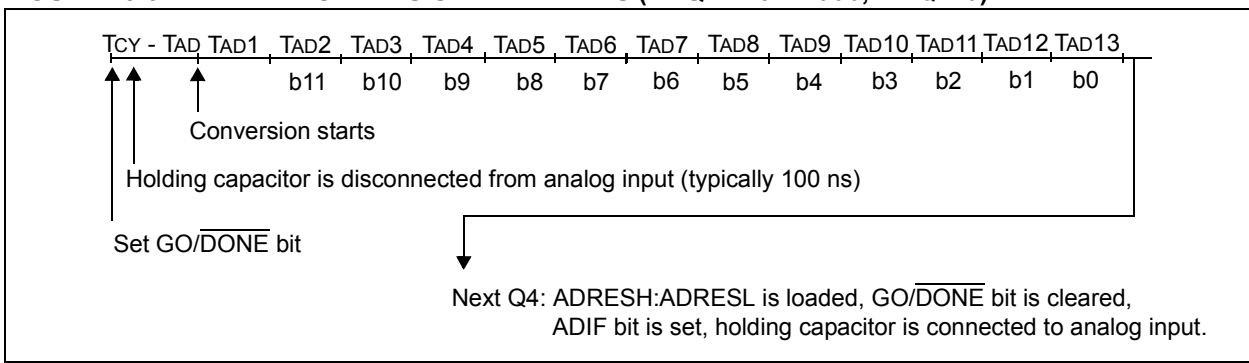 TCY - TAD TAD1 TAD2 TAD3 TAD4 TAD5 TAD6 TAD7 TAD8 TAD9 TAD10 TAD11 TAD12 TAD13
b11 b10 b9 b8 b7 b6 b5 b4 b3 b2 b1 b0
Conversion starts
Holding capacitor is disconnected from analog input (typically 100 ns)
Set GO/DONE bit
Next Q4: ADRESH:ADRESL is loaded, GO/DONE bit is cleared,
ADIF bit is set, holding capacitor is connected to analog input.